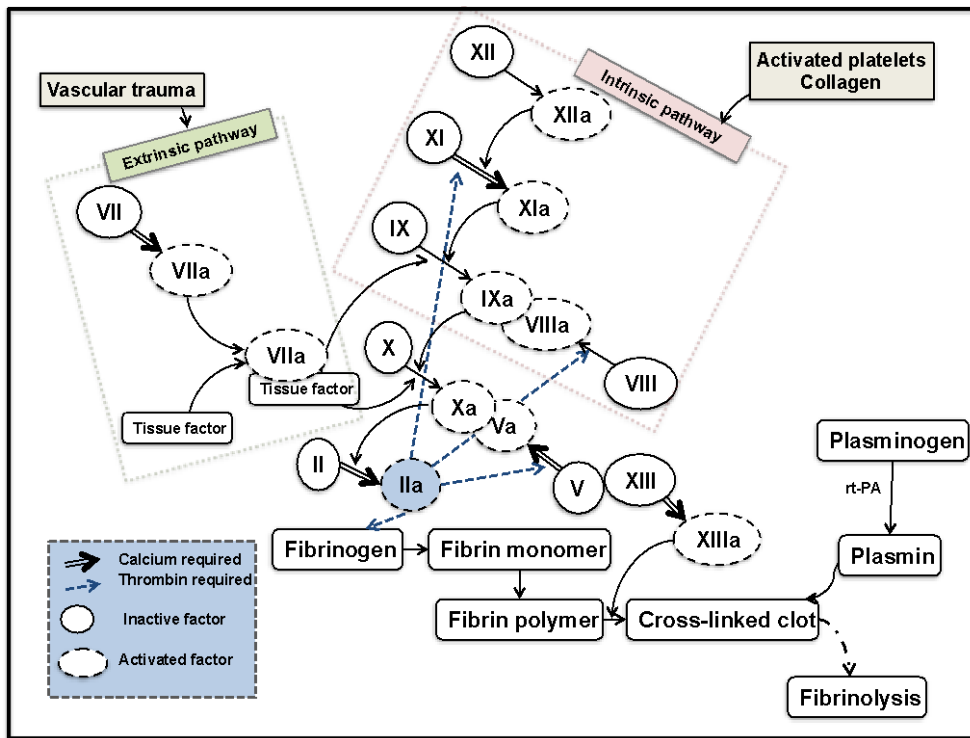 XII
Activated platelets
Collagen
Intrinsic pathway
Vascular trauma
XIIa
XI
Extrinsic pathway
VII
XIa
IX
VIIa
IXa
VIIIa
X
VIIa
Tissue factor
VIII
Xa
Va
Tissue factor
Plasminogen
II
IIa
V
XIII
rt-PA
XIIIa
Fibrinogen
Fibrin monomer
Plasmin
Calcium required
Thrombin required
Inactive factor
Activated factor
Fibrin polymer
Cross-linked clot
Fibrinolysis